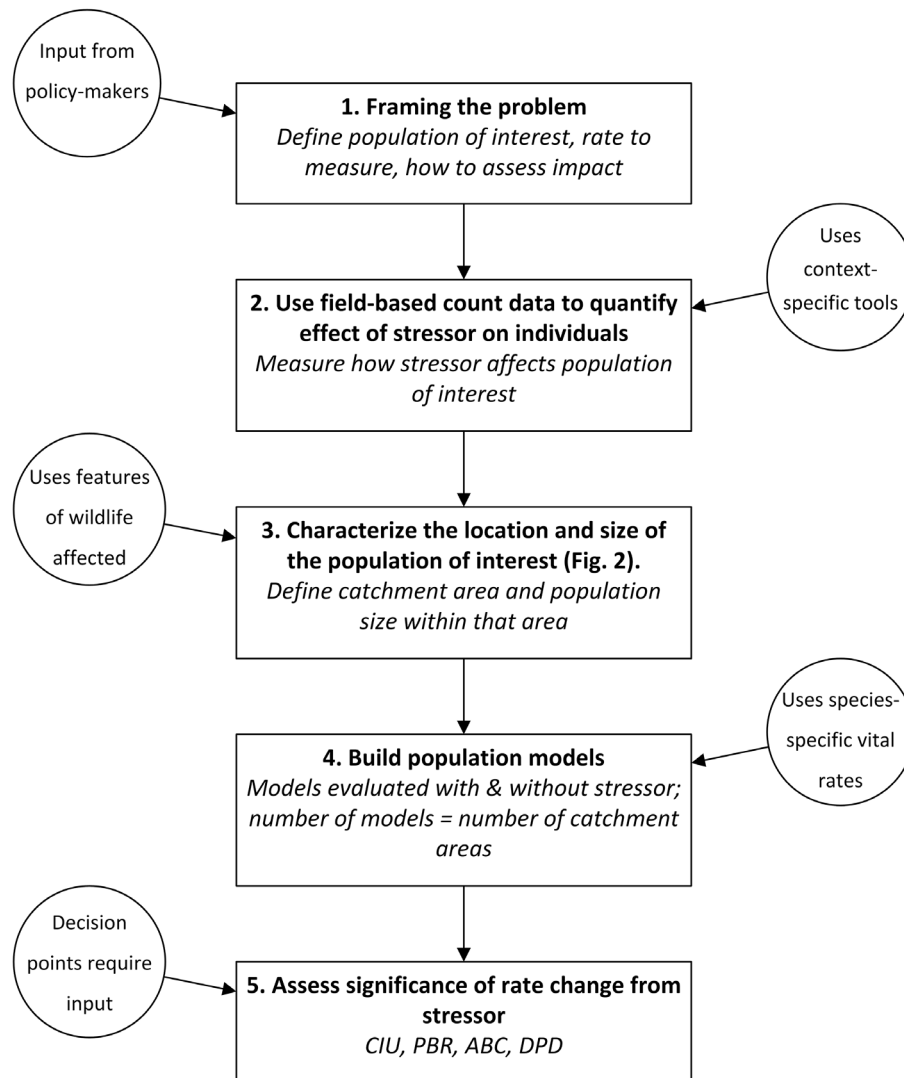 Input from
policy-makers
1. Framing the problem
Define population of interest, rate to
measure, how to assess impact
Uses
context-
specific tools
2. Use field-based count data to quantify
effect of stressor on individuals
Measure how stressor affects population
of interest
Uses features
of wildlife
affected
3. Characterize the location and size of
the population of interest (Fig. 2).
Define catchment area and population
size within that area
Uses species-
specific vital
rates
4. Build population models
Models evaluated with & without stressor;
number of models = number of catchment
areas
Decision
points require
input
5. Assess significance of rate change from
stressor
CIU, PBR, ABC, DPD